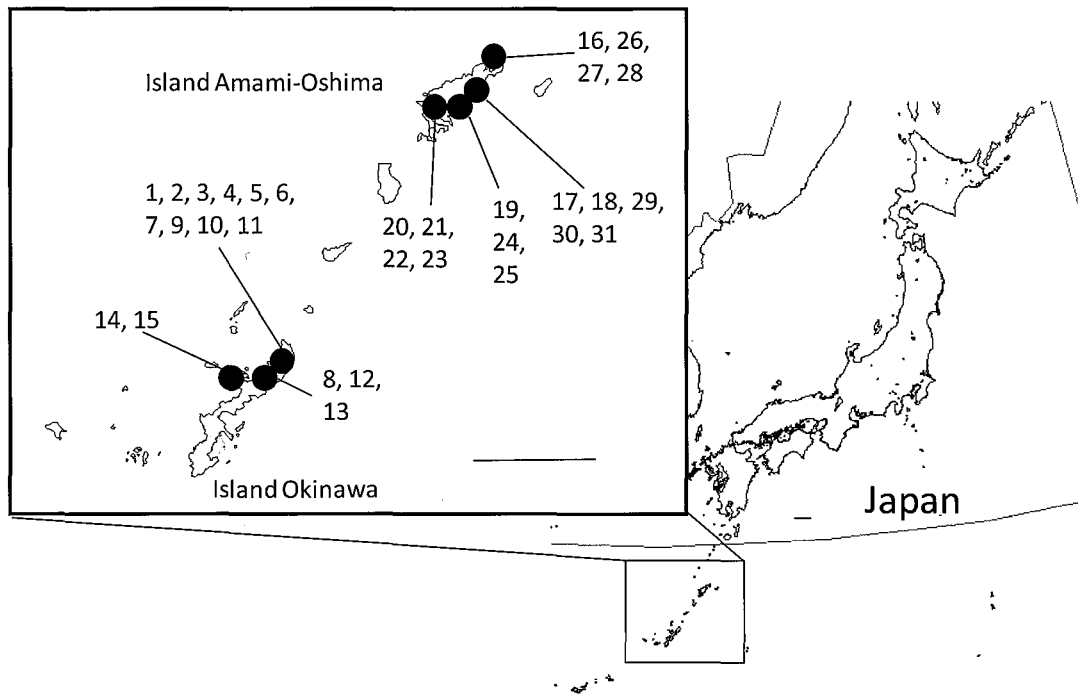 16, 26,
27, 28
Island Amami-Oshima
1, 2, 3, 4, 5, 6,
7, 9, 10, 11
20, 21,
22, 23
19,
24,
25
17, 18, 29,
30, 31
14, 15
8, 12,
13
Island Okinawa
Japan